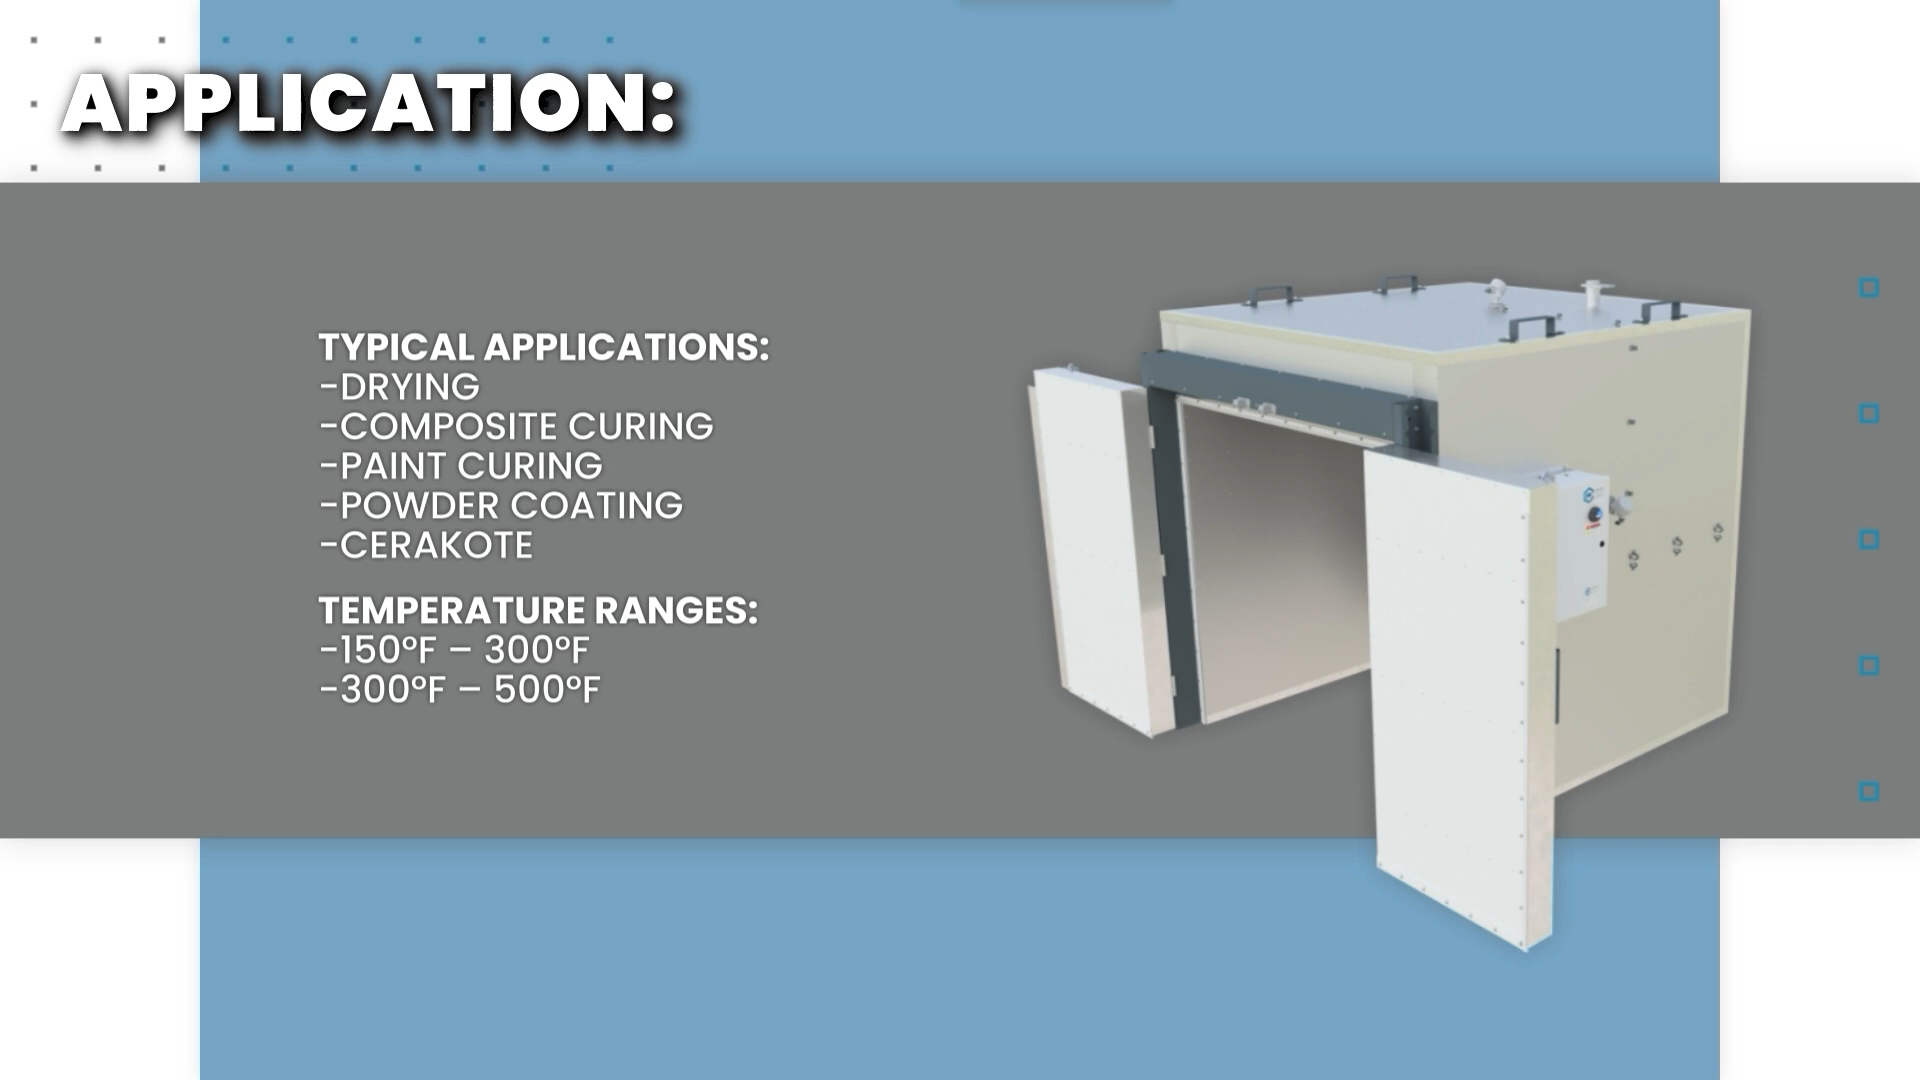 APPLICATION:
TYPICAL APPLICATIONS:
-DRYING
-COMPOSITE CURING
-PAINT CURING
-POWDER COATING
-CERAKOTE
TEMPERATURE RANGES:
-150°F – 300°F
-300°F – 500°F